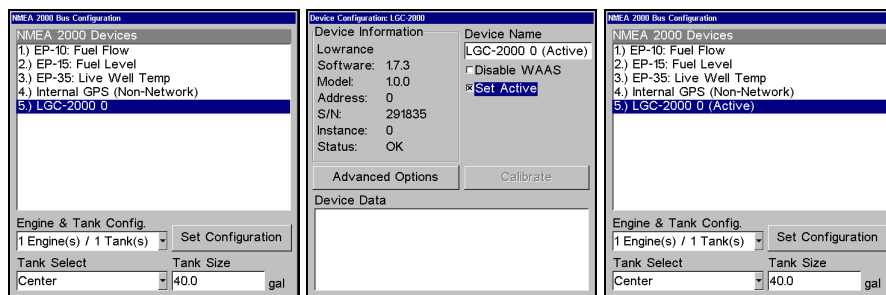 NMEA 2000 Bus Configuration
NMEA 2000 Devices
1.) EP-10: Fuel Flow
2.) EP-15: Fuel Level
3.) EP-35: Live Well Temp
4.) Internal GPS (Non-Network)
5.) LGC-2000 0
Engine & Tank Config.
1 Engine(s) / 1 Tank(s)
Set Configuration
Tank Select
Tank Size
Center
40.0
gal
Device Configuration: LGC-2000
Device Information
Lowrance
Software: 1.7.3
Model: 1.0.0
Address: 0
S/N: 291835
Instance: 0
Status: OK
Device Name
LGC-2000 0 (Active)
Disable WAAS
Set Active
Advanced Options
Calibrate
Device Data
NMEA 2000 Bus Configuration
NMEA 2000 Devices
1.) EP-10: Fuel Flow
2.) EP-15: Fuel Level
3.) EP-35: Live Well Temp
4.) Internal GPS (Non-Network)
5.) LGC-2000 0 (Active)
Engine & Tank Config.
1 Engine(s) / 1 Tank(s)
Set Configuration
Tank Select
Tank Size
Center
40.0
gal